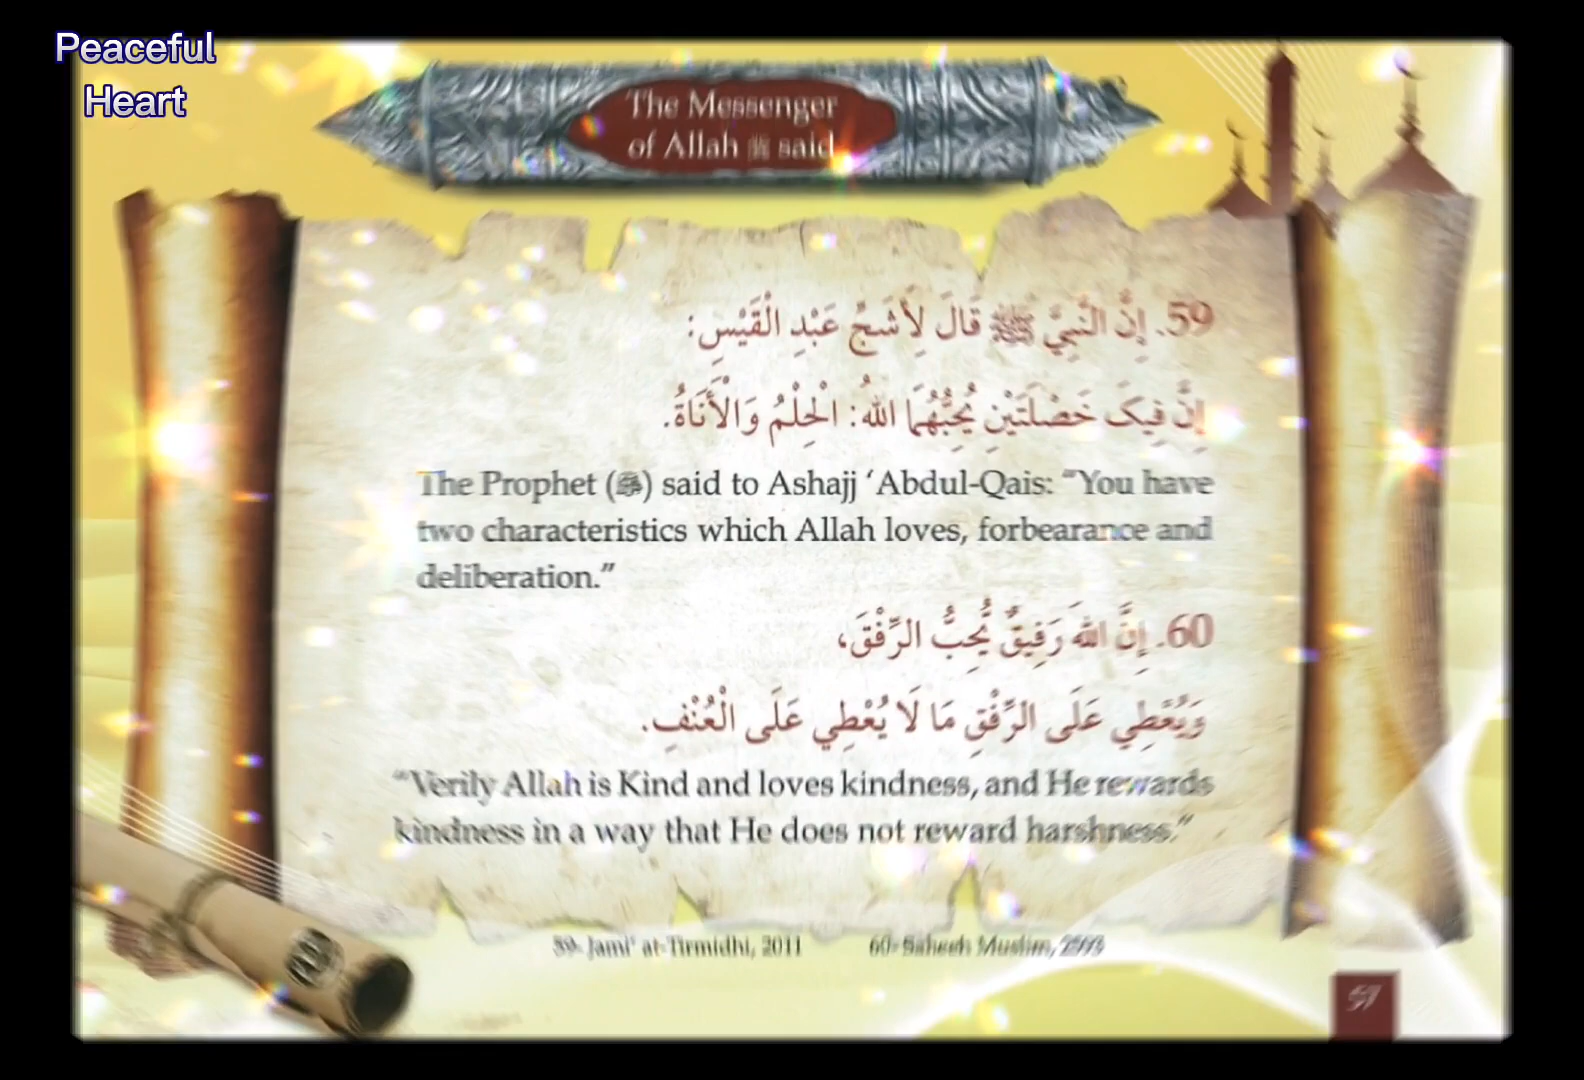 Peaceful
Heart
The Messenger
of Allah ﷺ said
59. إِنَّ النَّبِيَّ ﷺ قَالَ لِأَشَجِّ عَبْدِ الْقَيْسِ:
إِنَّ فِيكَ خَصْلَتَيْنِ يُحِبُّهُمَا اللهُ: الْحِلْمُ وَالْأَنَاةُ.
The Prophet (ﷺ) said to Ashajj ‘Abdul-Qais: “You have
two characteristics which Allah loves, forbearance and
deliberation.”
60. إِنَّ اللهَ رَفِيقٌ يُّحِبُّ الرِّفْقَ،
وَيُعْطِي عَلَى الرِّفْقِ مَا لَا يُعْطِي عَلَى الْعُنْفِ.
“Verily Allah is Kind and loves kindness, and He rewards
kindness in a way that He does not reward harshness.”
59- Jami' at-Tirmidhi, 2011 60- Saheeh Muslim, 2593
57